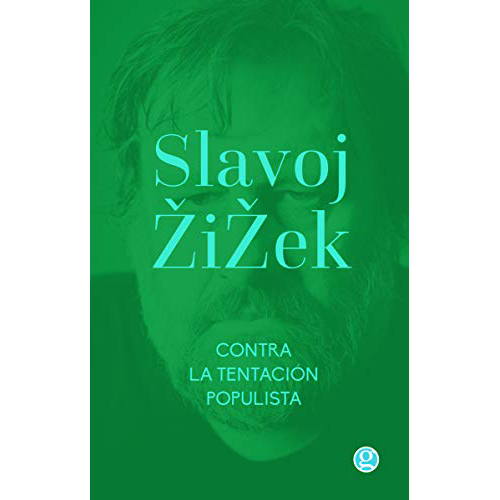 Slavoj
ŽiŽek
CONTRA
LA TENTACIÓN
POPULISTA
g